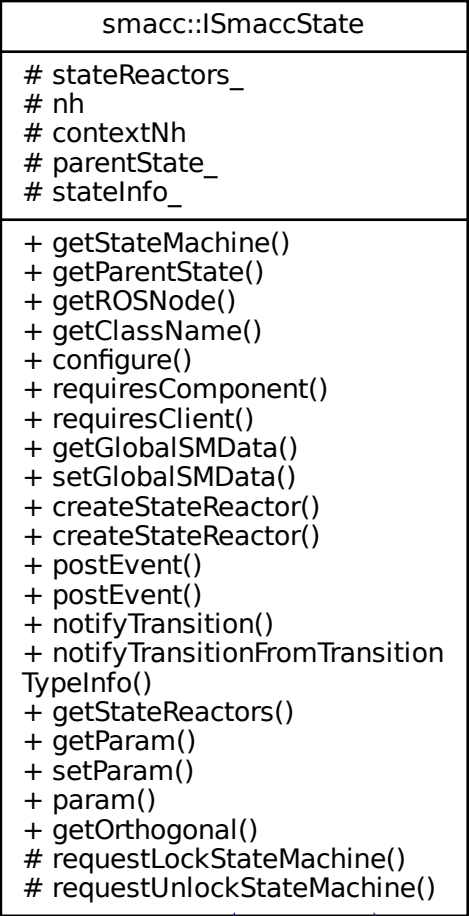 smacc::ISmaccState
# stateReactors_
# nh
# contextNh
# parentState_
# stateInfo_
+ getStateMachine()
+ getParentState()
+ getROSNode()
+ getClassName()
+ configure()
+ requiresComponent()
+ requiresClient()
+ getGlobalSMData()
+ setGlobalSMData()
+ createStateReactor()
+ createStateReactor()
+ postEvent()
+ postEvent()
+ notifyTransition()
+ notifyTransitionFromTransition
TypeInfo()
+ getStateReactors()
+ getParam()
+ setParam()
+ param()
+ getOrthogonal()
# requestLockStateMachine()
# requestUnlockStateMachine()